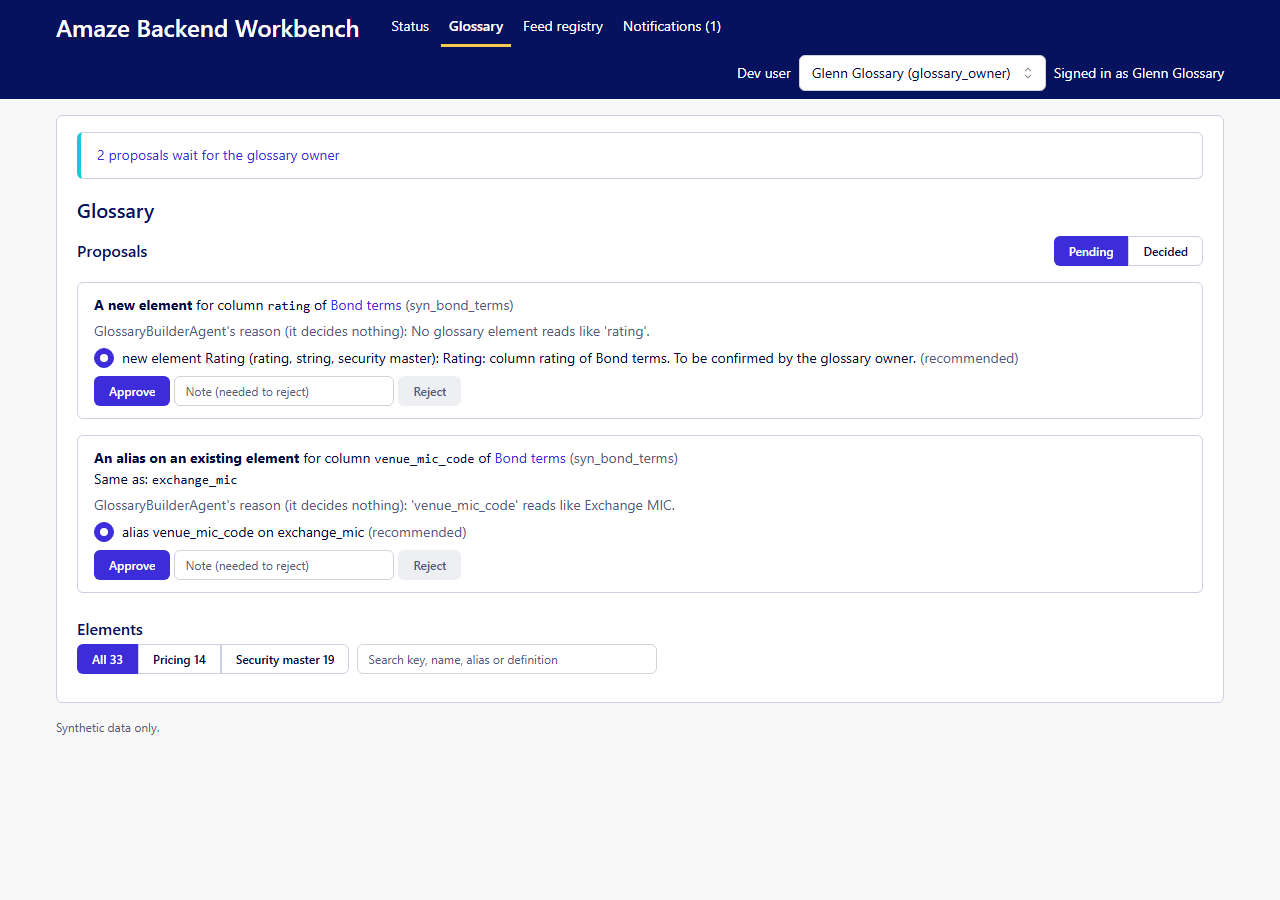 Amaze Backend Workbench
Status
Glossary
Feed registry
Notifications (1)
Dev user
Glenn Glossary (glossary_owner)
Signed in as Glenn Glossary
2 proposals wait for the glossary owner
Glossary
Proposals
Pending
Decided
A new element for column rating of Bond terms (syn_bond_terms)
GlossaryBuilderAgent's reason (it decides nothing): No glossary element reads like 'rating'.
new element Rating (rating, string, security master): Rating: column rating of Bond terms. To be confirmed by the glossary owner. (recommended)
Approve
Note (needed to reject)
Reject
An alias on an existing element for column venue_mic_code of Bond terms (syn_bond_terms)
Same as: exchange_mic
GlossaryBuilderAgent's reason (it decides nothing): 'venue_mic_code' reads like Exchange MIC.
alias venue_mic_code on exchange_mic (recommended)
Approve
Note (needed to reject)
Reject
Elements
All 33
Pricing 14
Security master 19
Search key, name, alias or definition
Synthetic data only.